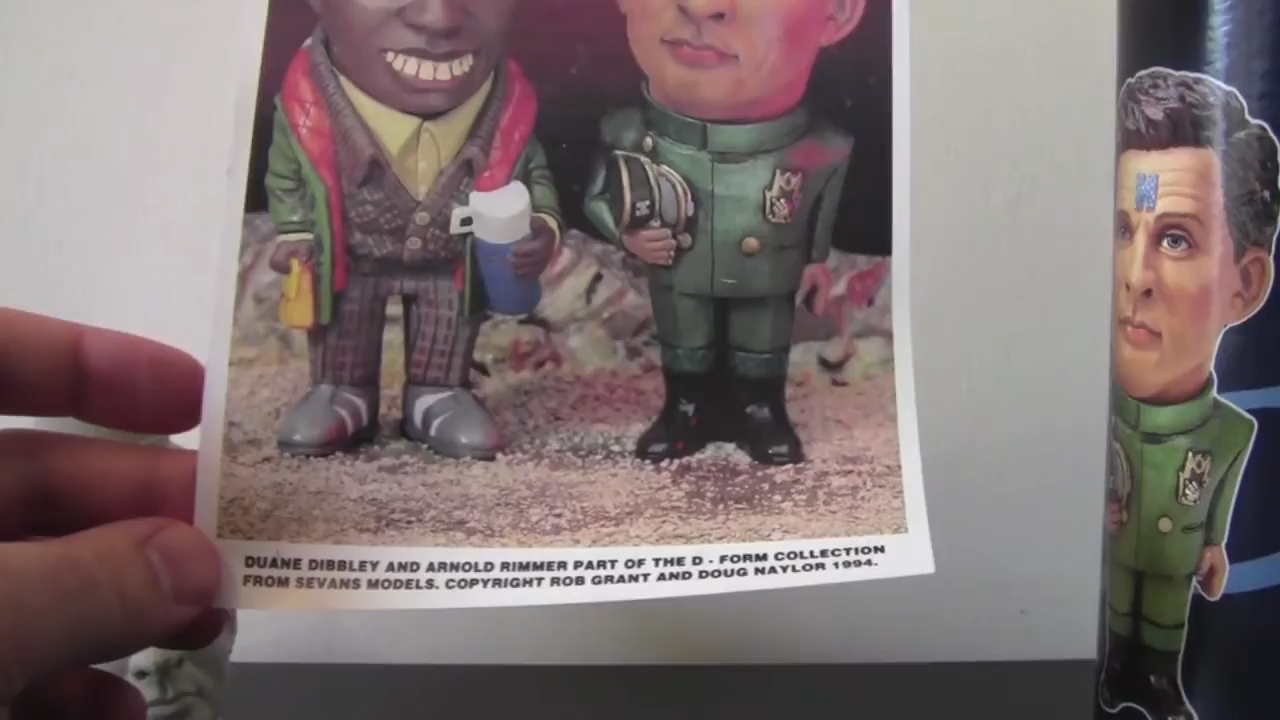 DUANE DIBBLEY AND ARNOLD RIMMER PART OF THE D - FORM COLLECTION
FROM SEVANS MODELS. COPYRIGHT ROB GRANT AND DOUG NAYLOR 1994.
H
H